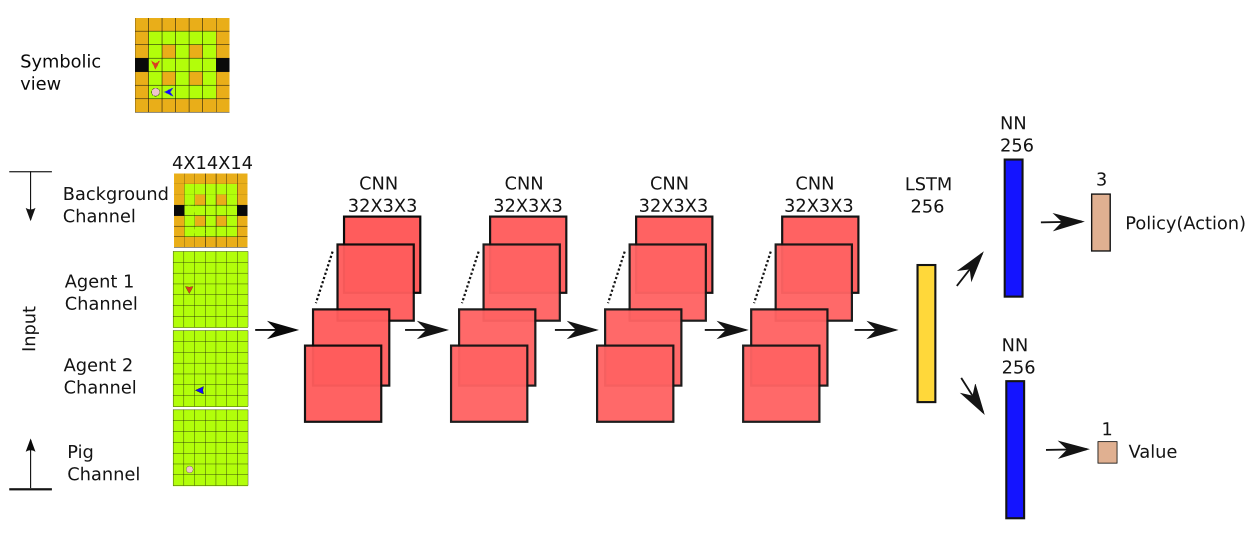 Symbolic
view
4X14X14
Background
Channel
Agent 1
Channel
Agent 2
Channel
Pig
Channel
Input
CNN
32X3X3
CNN
32X3X3
CNN
32X3X3
CNN
32X3X3
LSTM
256
NN
256
3
Policy(Action)
NN
256
1
Value